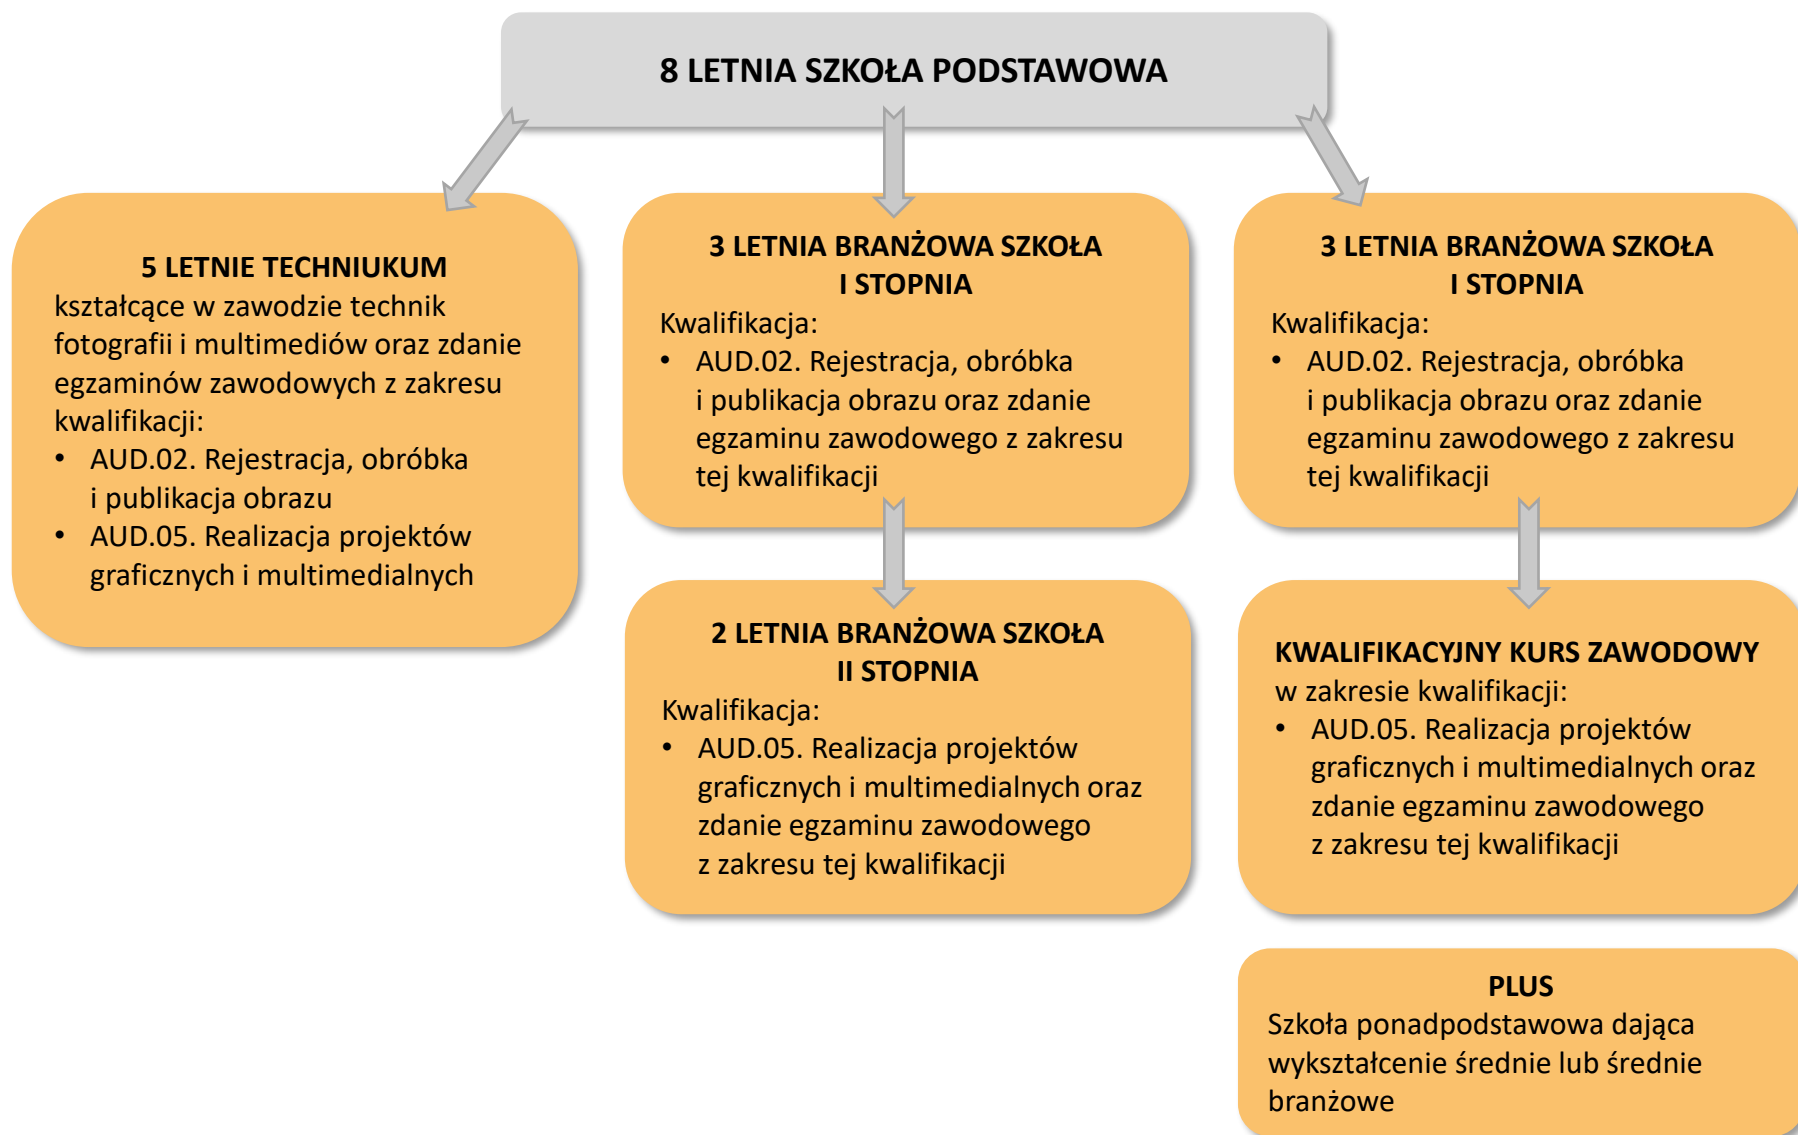 8 LETNIA SZKOŁA PODSTAWOWA
5 LETNIE TECHNIUKUM
kształcące w zawodzie technik
fotografii i multimediów oraz zdanie
egzaminów zawodowych z zakresu
kwalifikacji:
• AUD.02. Rejestracja, obróbka
i publikacja obrazu
• AUD.05. Realizacja projektów
graficznych i multimedialnych
3 LETNIA BRANŻOWA SZKOŁA
I STOPNIA
Kwalifikacja:
• AUD.02. Rejestracja, obróbka
i publikacja obrazu oraz zdanie
egzaminu zawodowego z zakresu
tej kwalifikacji
2 LETNIA BRANŻOWA SZKOŁA
II STOPNIA
Kwalifikacja:
• AUD.05. Realizacja projektów
graficznych i multimedialnych oraz
zdanie egzaminu zawodowego
z zakresu tej kwalifikacji
3 LETNIA BRANŻOWA SZKOŁA
I STOPNIA
Kwalifikacja:
• AUD.02. Rejestracja, obróbka
i publikacja obrazu oraz zdanie
egzaminu zawodowego z zakresu
tej kwalifikacji
KWALIFIKACYJNY KURS ZAWODOWY
w zakresie kwalifikacji:
• AUD.05. Realizacja projektów
graficznych i multimedialnych oraz
zdanie egzaminu zawodowego
z zakresu tej kwalifikacji
PLUS
Szkoła ponadpodstawowa dająca
wykształcenie średnie lub średnie
branżowe